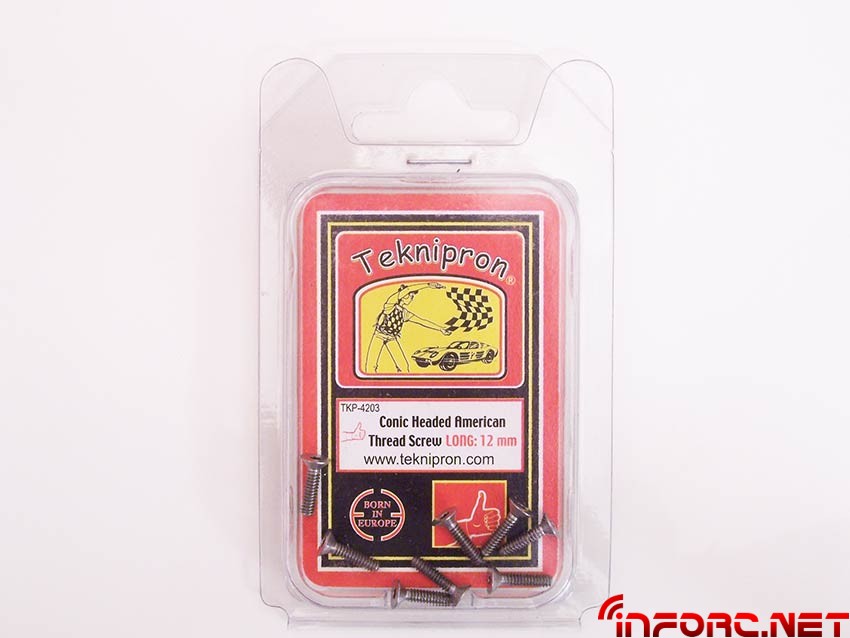 Teknipron®
TKP-4203
Conic Headed American
Thread Screw LONG: 12 mm
www.teknipron.com
BORN
IN
EUROPE
INFORC.NET